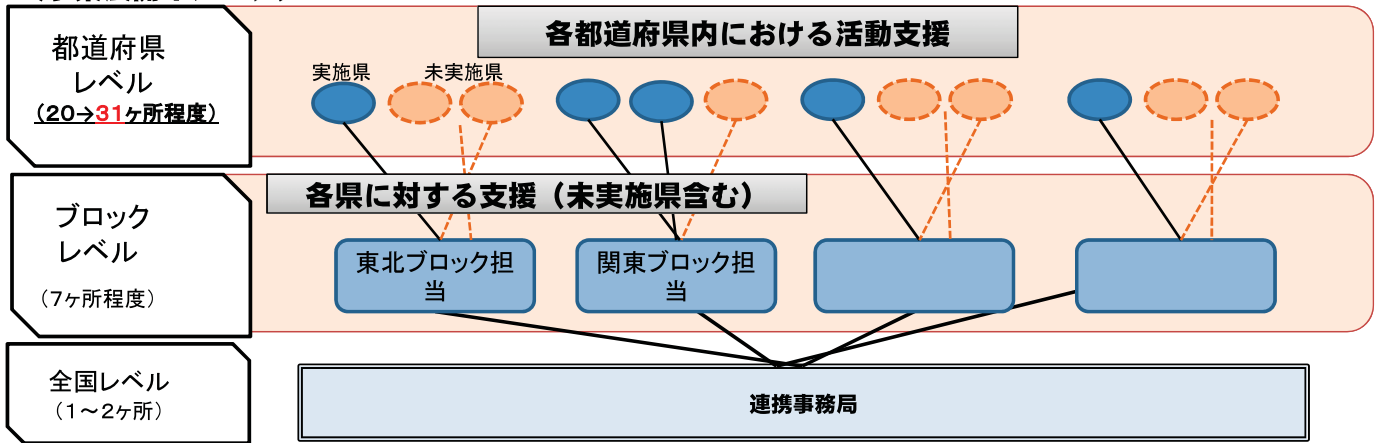 各都道府県内における活動支援
都道府県
レベル
(20→31ヶ所程度)
実施県
未実施県
各県に対する支援（未実施県含む）
ブロック
レベル
（7ヶ所程度）
東北ブロック担
当
関東ブロック担
当
全国レベル
（1～2ヶ所）
連携事務局